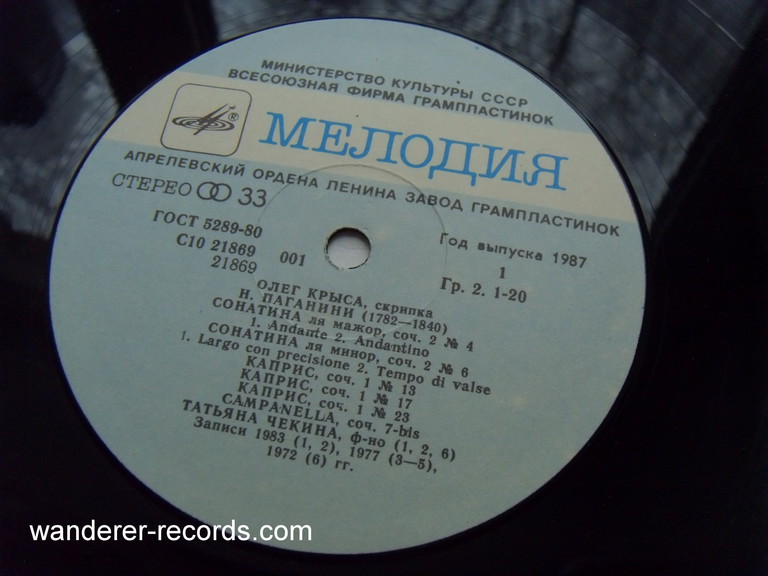 МИНИСТЕРСТВО КУЛЬТУРЫ СССР
ВСЕСОЮЗНАЯ ФИРМА ГРАМПЛАСТИНОК
®
МЕЛОДИЯ
АПРЕЛЕВСКИЙ ОРДЕНА ЛЕНИНА ЗАВОД ГРАМПЛАСТИНОК
СТЕРЕО 33
ГОСТ 5289-80
С10 21869 001
21869
Год выпуска 1987
1
Гр. 2. 1-20
ОЛЕГ КРЫСА, скрипка
Н. ПАГАНИНИ (1782—1840)
СОНАТИНА ля мажор, соч. 2 № 4
1. Andante 2. Andantino
СОНАТИНА ля минор, соч. 2 № 6
1. Largo con precisione 2. Tempo di valse
КАПРИС, соч. 1 № 13
КАПРИС, соч. 1 № 17
КАПРИС, соч. 1 № 23
CAMPANELLA, соч. 7-bis
ТАТЬЯНА ЧЕКИНА, ф-но (1, 2, 6)
Записи 1983 (1, 2), 1977 (3—5),
1972 (6) гг.
wanderer-records.com